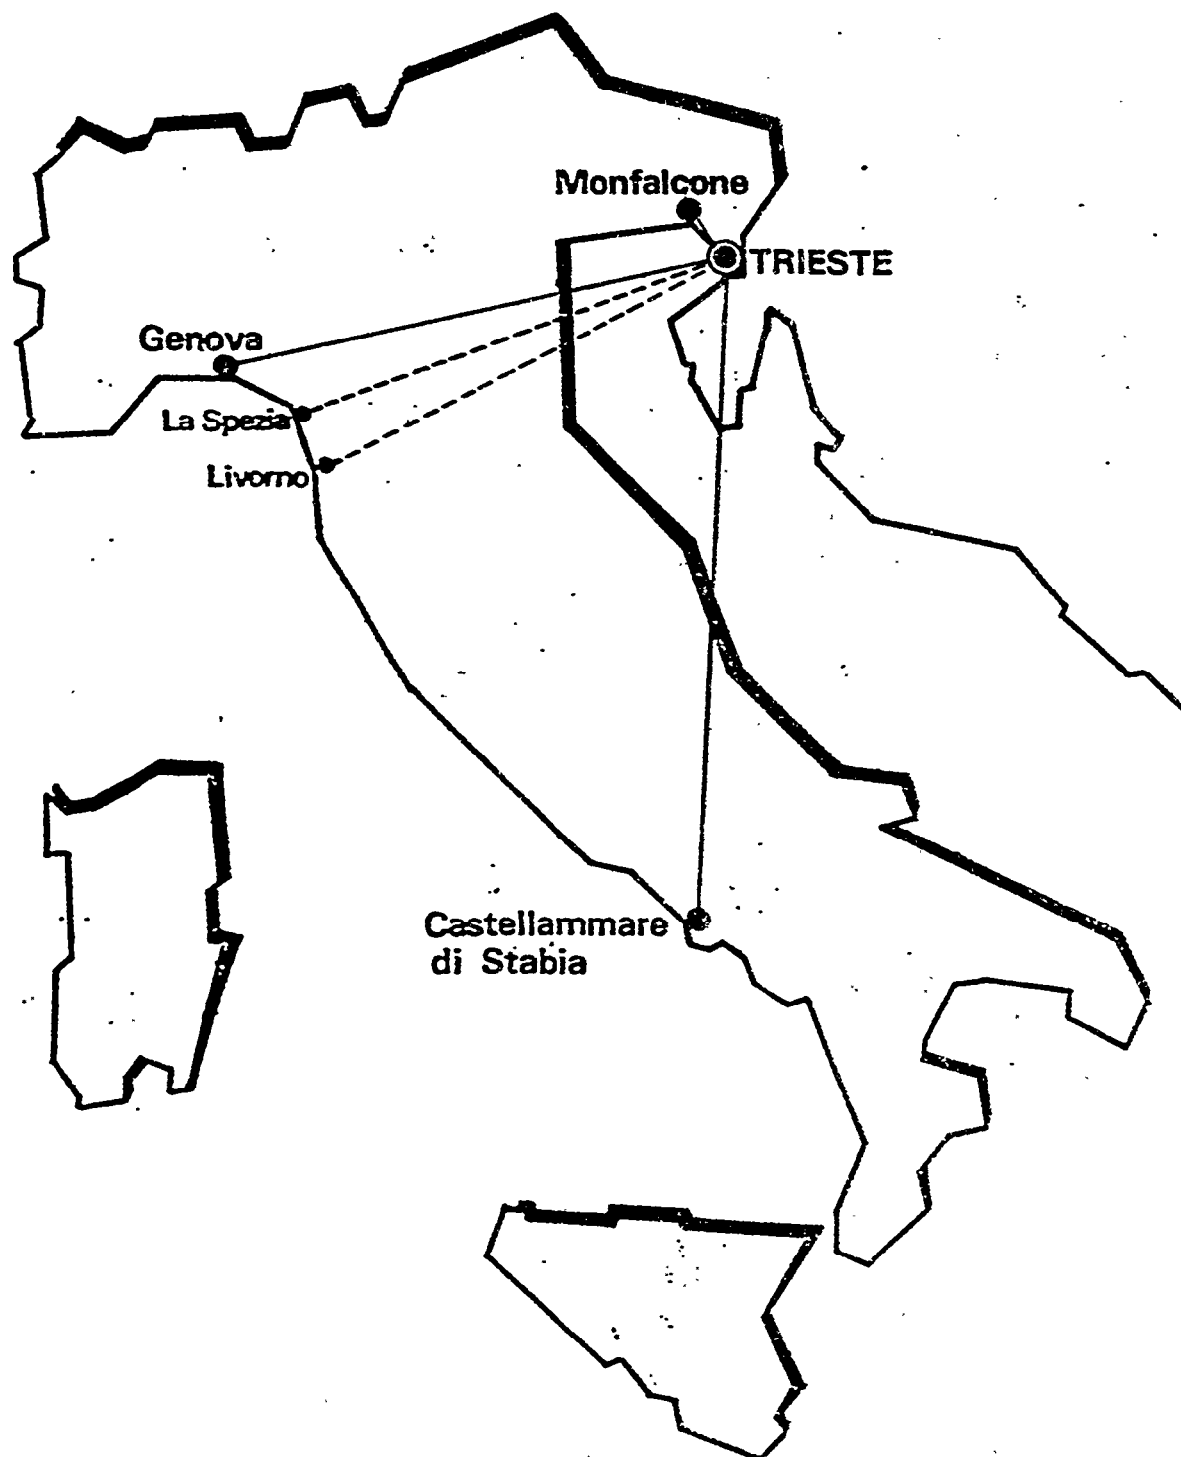 Monfalcone
TRIESTE
Genova
La Spezia
Livorno
Castellammare
di Stabia